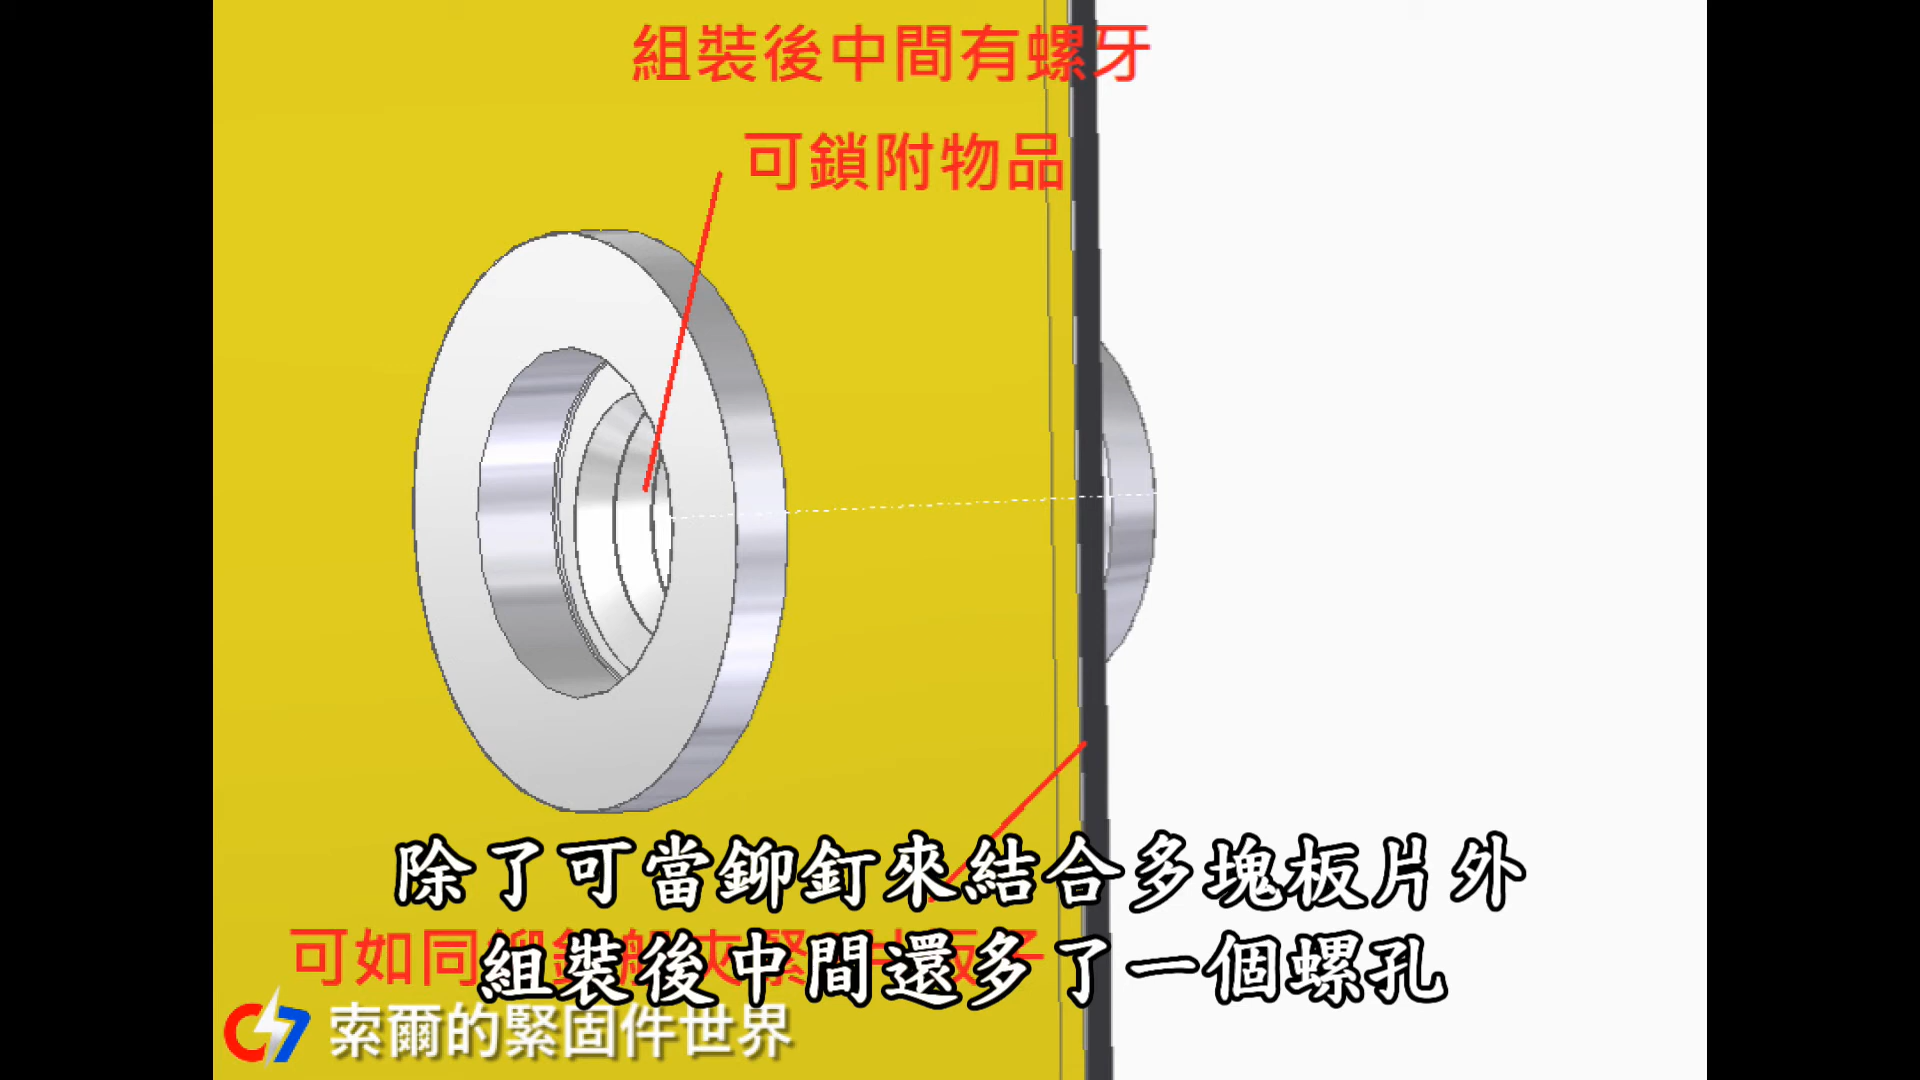 組裝後中間有螺牙
可鎖附物品
除了可當鉚釘來結合多塊板片外
可如同
組裝後中間還多了一個螺孔
索爾的緊固件世界